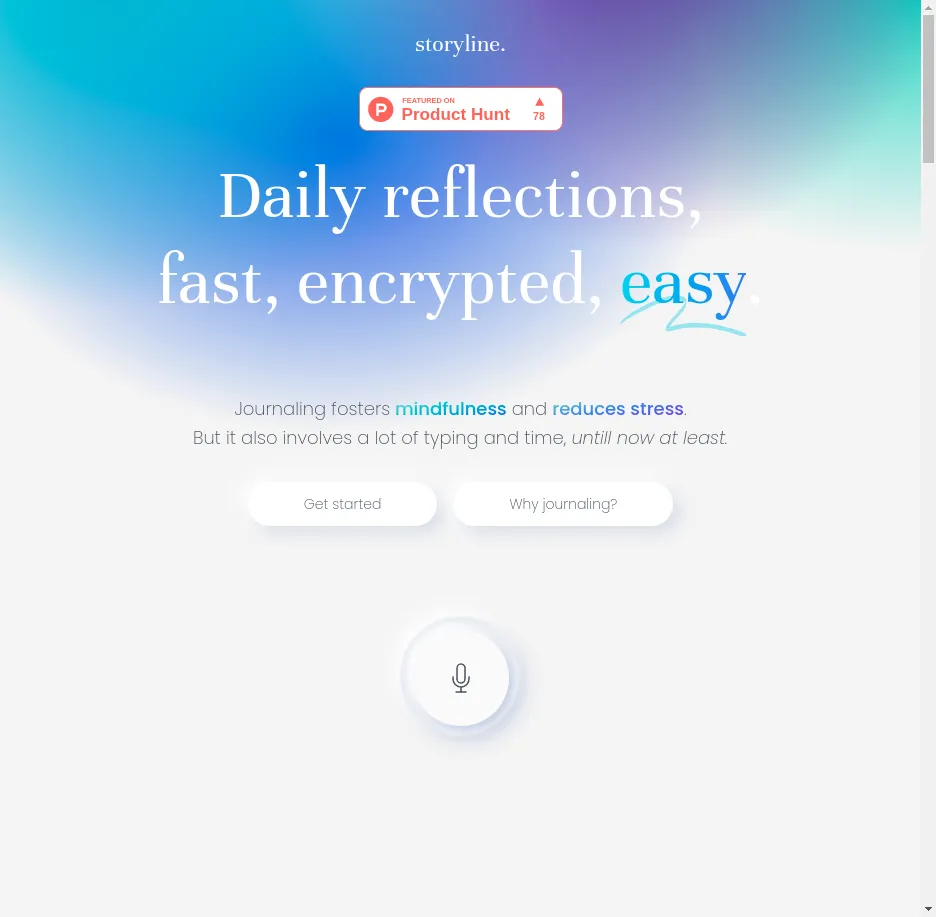 storyline.
FEATURED ON
Product Hunt
78
Daily reflections,
fast, encrypted, easy.
Journaling fosters mindfulness and reduces stress.
But it also involves a lot of typing and time, untill now at least.
Get started
Why journaling?